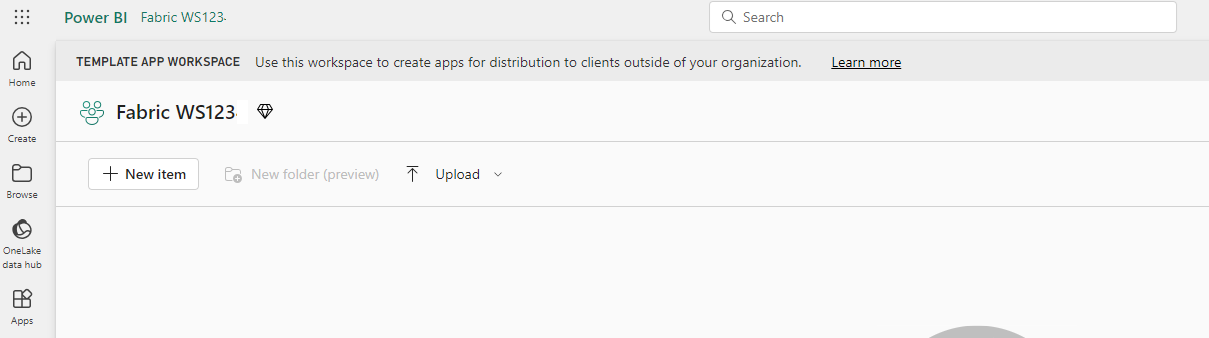 Power BI Fabric WS123 Search
TEMPLATE APP WORKSPACE Use this workspace to create apps for distribution to clients outside of your organization. Learn more
Home
Fabric WS123
Create
New item New folder (preview) Upload
Browse
OneLake
data hub
Apps